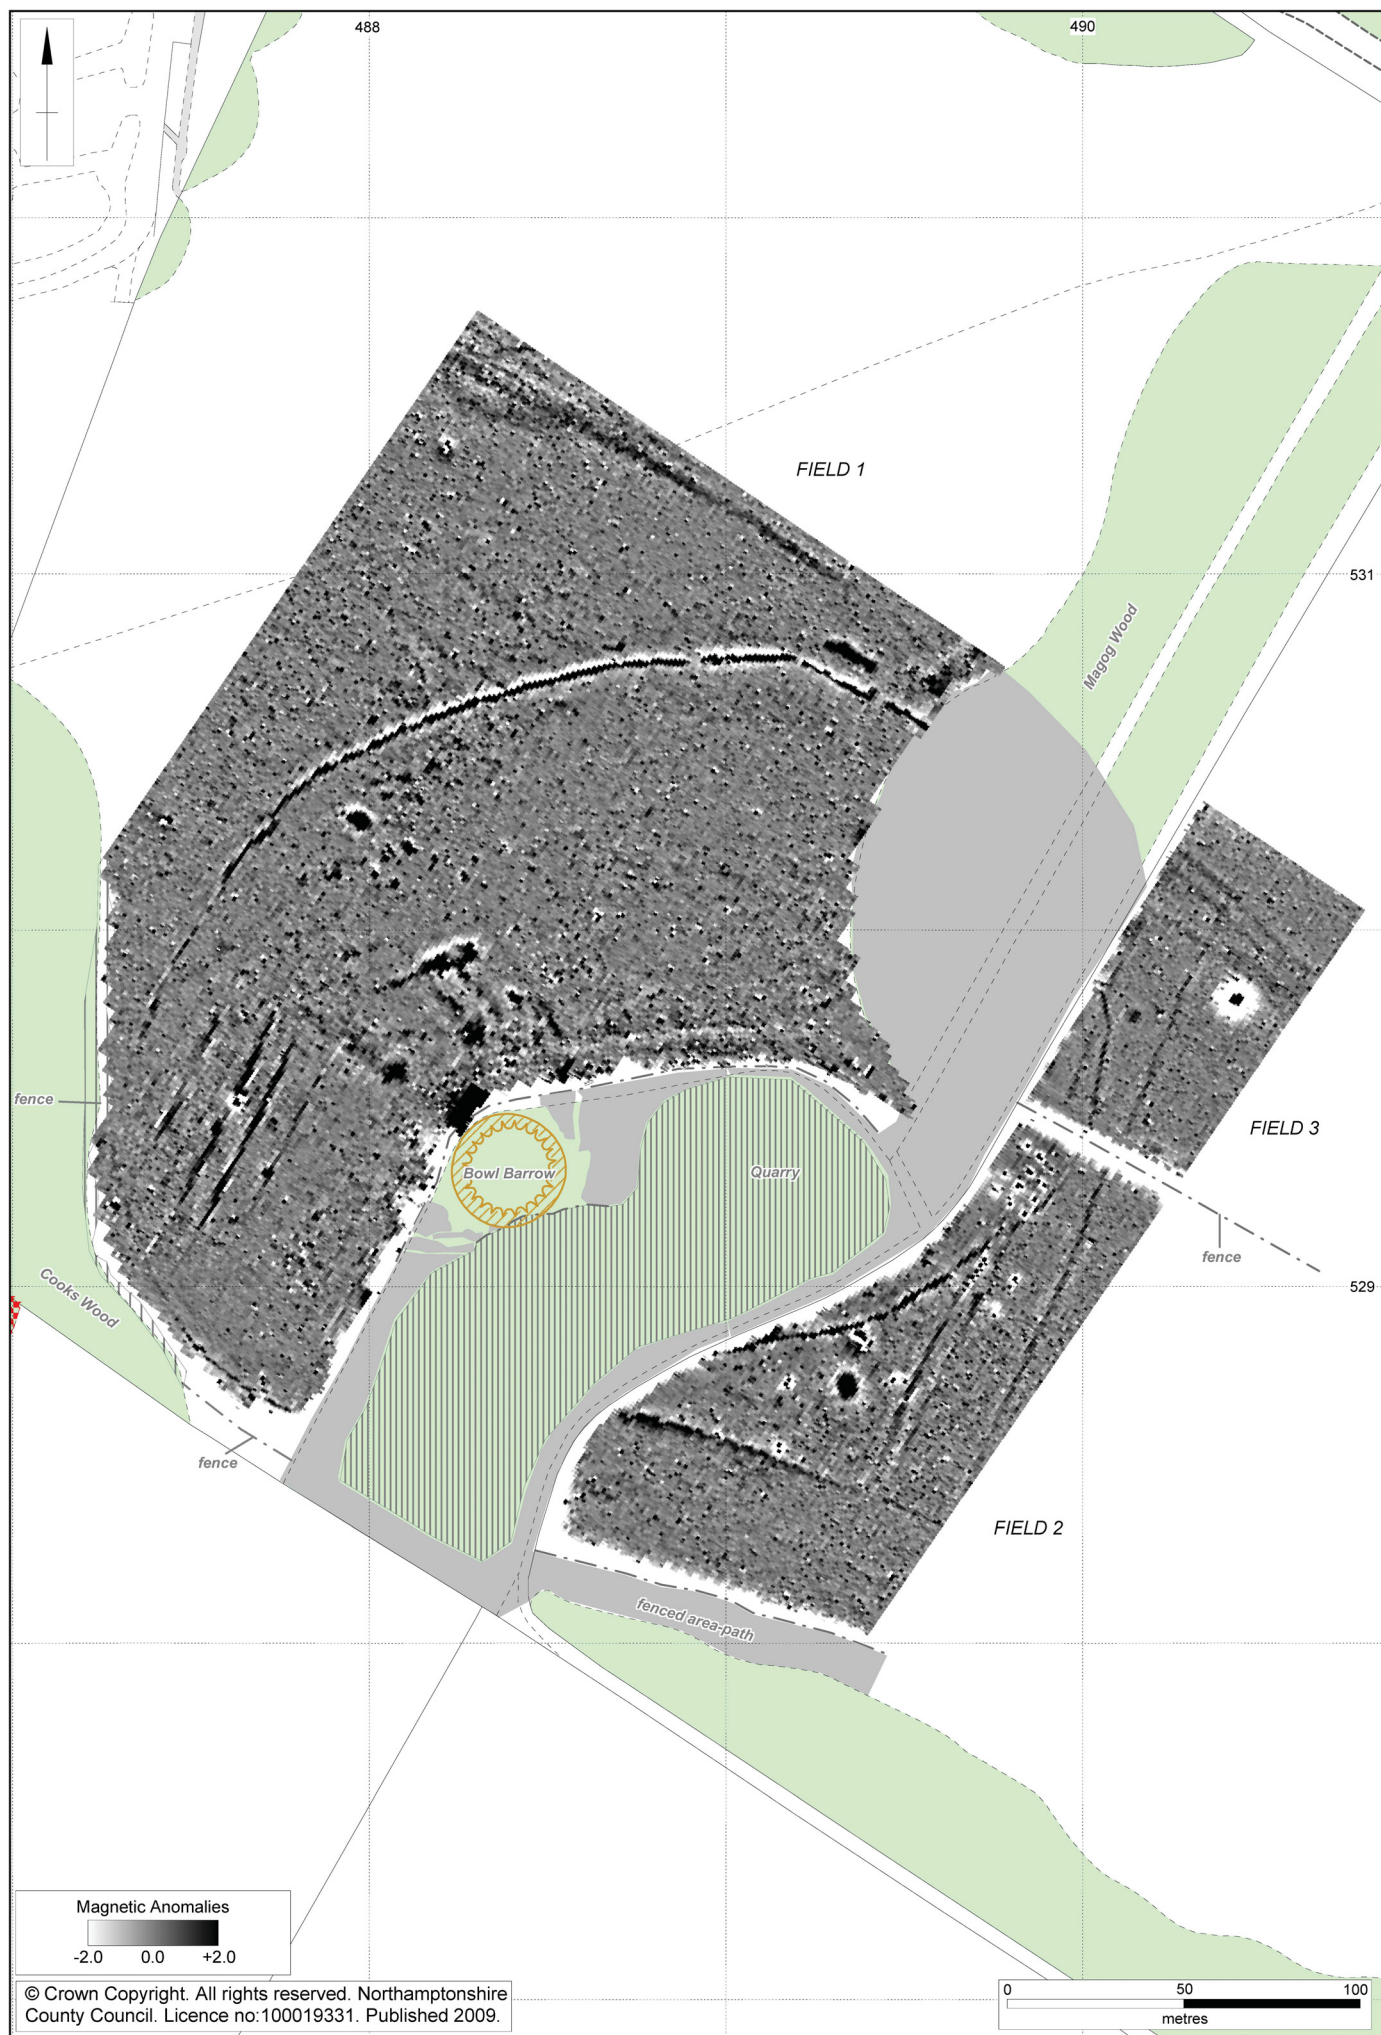 488
490
FIELD 1
531
Magog Wood
fence
FIELD 3
Bowl Barrow
Quarry
fence
529
Cooks Wood
fence
FIELD 2
fenced area-path
Magnetic Anomalies
-2.0 0.0 +2.0
© Crown Copyright. All rights reserved. Northamptonshire
County Council. Licence no:100019331. Published 2009.
0 50 100
metres